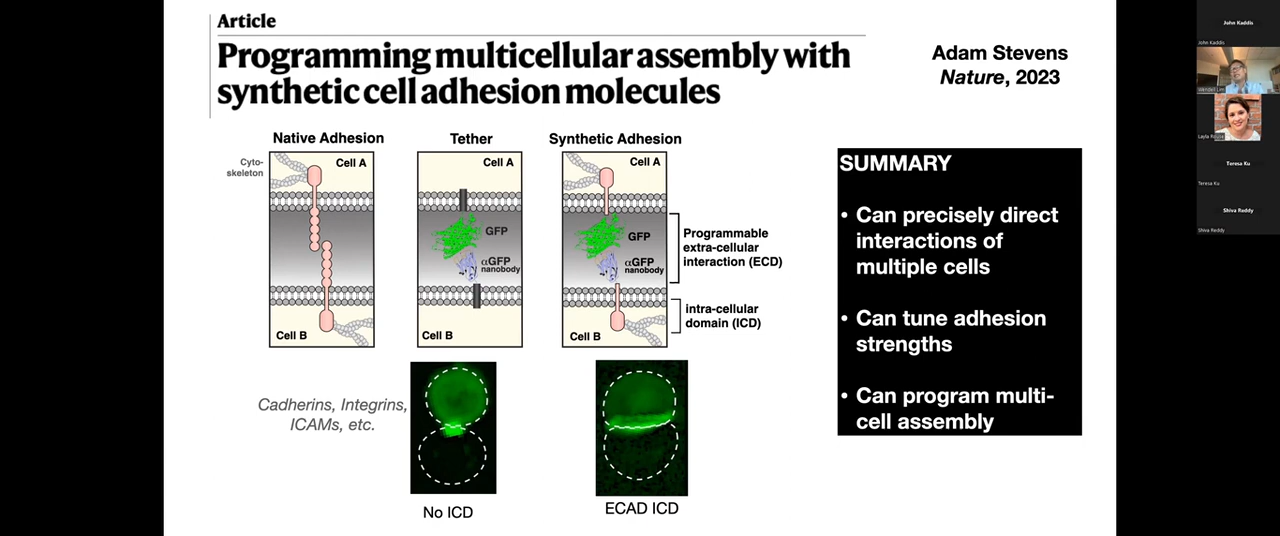 Article
Programming multicellular assembly with
synthetic cell adhesion molecules
Adam Stevens
Nature, 2023
Native Adhesion
Tether
Synthetic Adhesion
Cyto-
skeleton
Cell A
Cell B
Cell A
GFP
αGFP
nanobody
Cell B
Cell A
GFP
αGFP
nanobody
Cell B
Programmable
extra-cellular
interaction (ECD)
intra-cellular
domain (ICD)
Cadherins, Integrins,
ICAMs, etc.
No ICD
ECAD ICD
SUMMARY
• Can precisely direct
interactions of
multiple cells
• Can tune adhesion
strengths
• Can program multi-
cell assembly
John Kaddis
John Kaddis
Wendell Lim
Layla
Teresa Ku
Teresa Ku
Shiva Reddy
Shiva Reddy